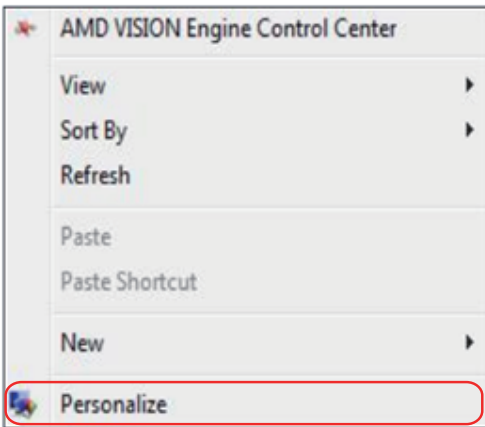 AMD VISION Engine Control Center
View
Sort By
Refresh
Paste
Paste Shortcut
New
Personalize